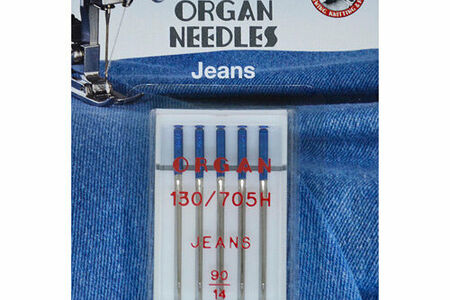 ORGAN
NEEDLES
Jeans
ORGAN
130/705H
JEANS
90
14